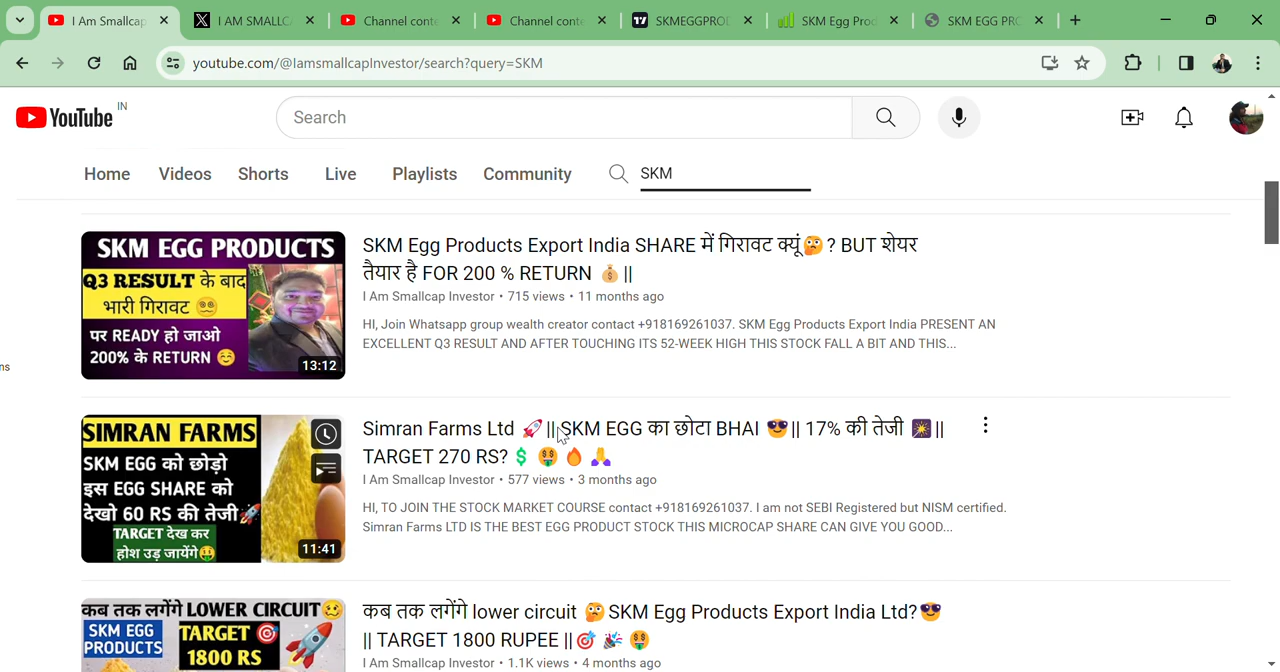 I Am Smallcap
I AM SMALLC
Channel conte
Channel conte
SKMEGGPROD
SKM Egg Prod
SKM EGG PRO
youtube.com/@IamsmallcapInvestor/search?query=SKM
YouTube IN
Search
Home Videos Shorts Live Playlists Community SKM
SKM EGG PRODUCTS
Q3 RESULT के बाद
भारी गिरावट 😵
पर READY हो जाओ
200% के RETURN ☺️
13:12
SKM Egg Products Export India SHARE में गिरावट क्यूं🤔? BUT शेयर
तैयार है FOR 200 % RETURN 💰 ||
I Am Smallcap Investor • 715 views • 11 months ago
HI, Join Whatsapp group wealth creator contact +918169261037. SKM Egg Products Export India PRESENT AN
EXCELLENT Q3 RESULT AND AFTER TOUCHING ITS 52-WEEK HIGH THIS STOCK FALL A BIT AND THIS...
ns
SIMRAN FARMS
SKM EGG को छोड़ो
इस EGG SHARE को
देखो 60 RS की तेजी🚀
TARGET देख कर
होश उड़ जायेंगे🤑
11:41
Simran Farms Ltd 🚀||SKM EGG का छोटा BHAI 😎|| 17% की तेजी 🎆||
TARGET 270 RS?💲 🤑 🔥 🙏
I Am Smallcap Investor • 577 views • 3 months ago
HI, TO JOIN THE STOCK MARKET COURSE contact +918169261037. I am not SEBI Registered but NISM certified.
Simran Farms LTD IS THE BEST EGG PRODUCT STOCK THIS MICROCAP SHARE CAN GIVE YOU GOOD...
कब तक लगेंगे LOWER CIRCUIT🥴
SKM EGG
PRODUCTS
TARGET 🎯
1800 RS
कब तक लगेंगे lower circuit 🤔SKM Egg Products Export India Ltd?😎
|| TARGET 1800 RUPEE ||🎯 🎉 🤑
I Am Smallcap Investor • 1.1K views • 4 months ago